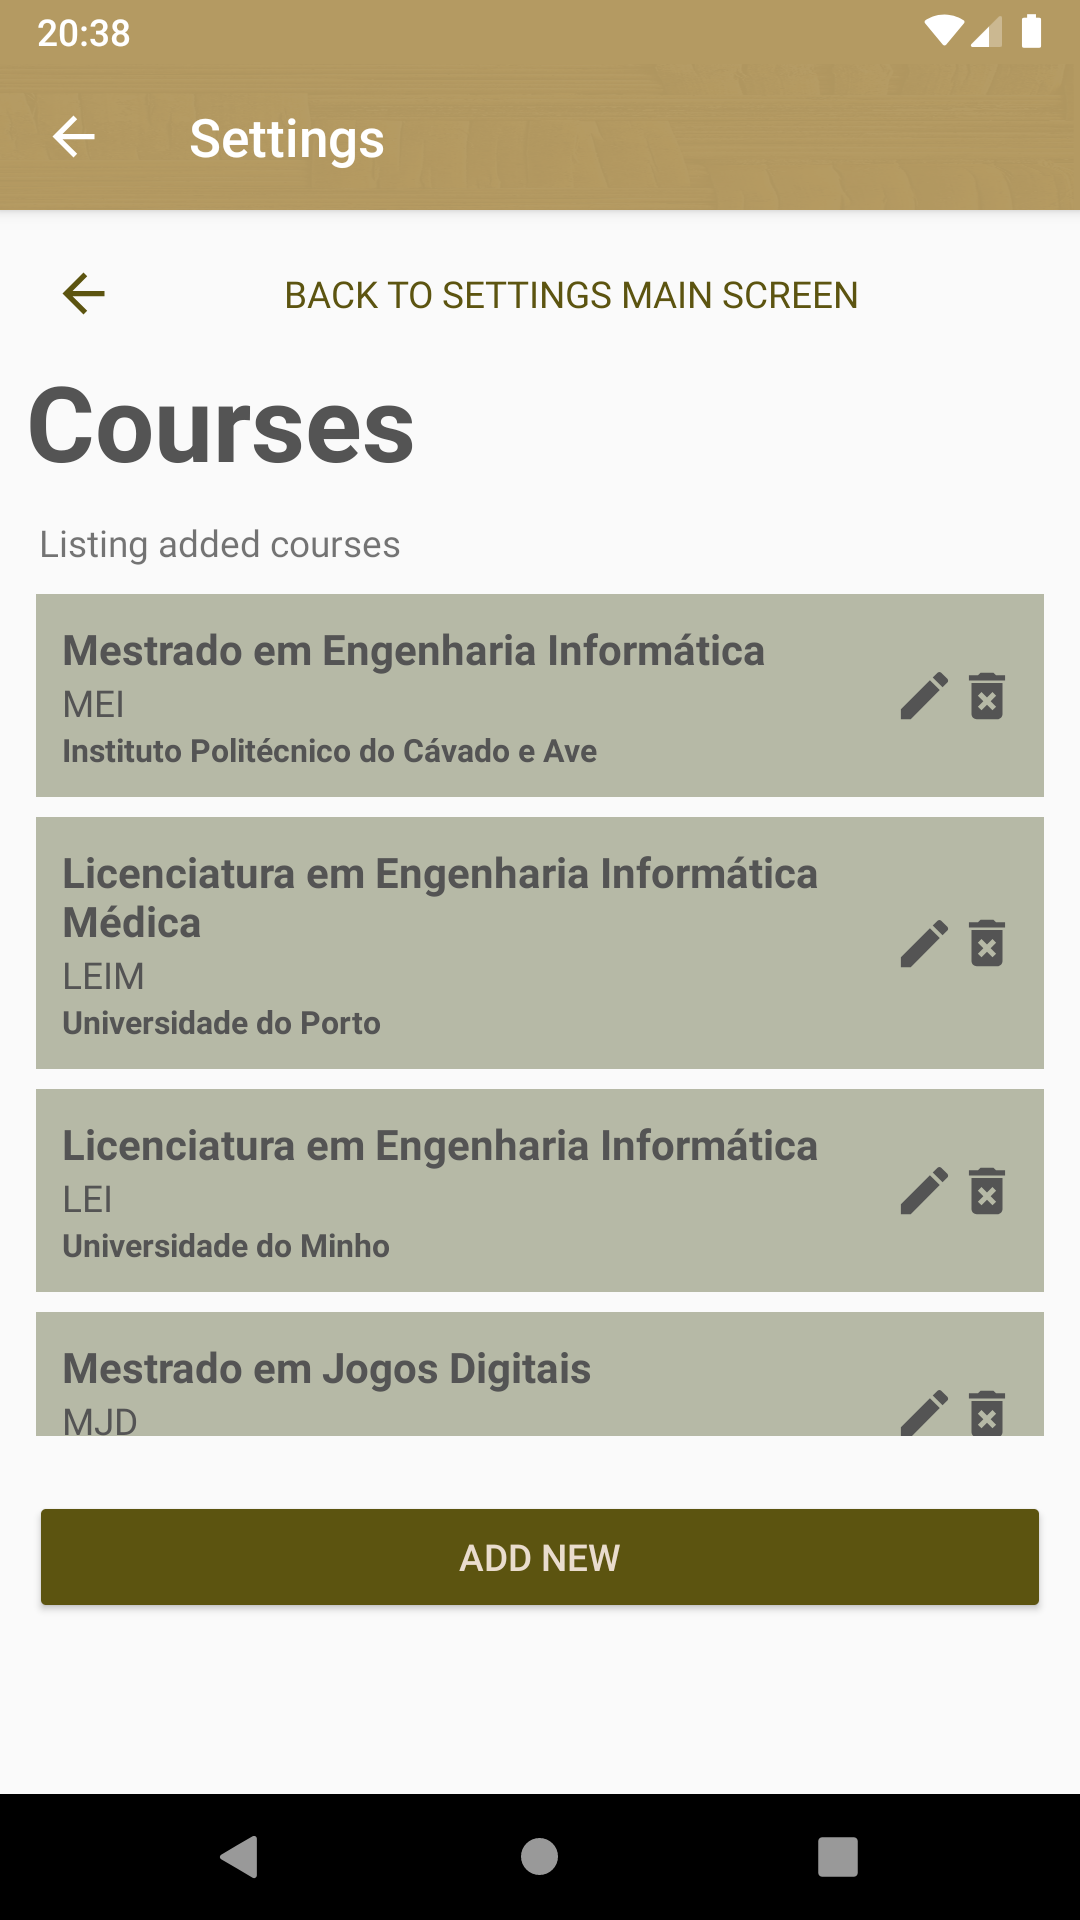 20:38
Settings
BACK TO SETTINGS MAIN SCREEN
Courses
Listing added courses
Mestrado em Engenharia Informática
MEI
Instituto Politécnico do Cávado e Ave
Licenciatura em Engenharia Informática
Médica
LEIM
Universidade do Porto
Licenciatura em Engenharia Informática
LEI
Universidade do Minho
Mestrado em Jogos Digitais
MJD
ADD NEW